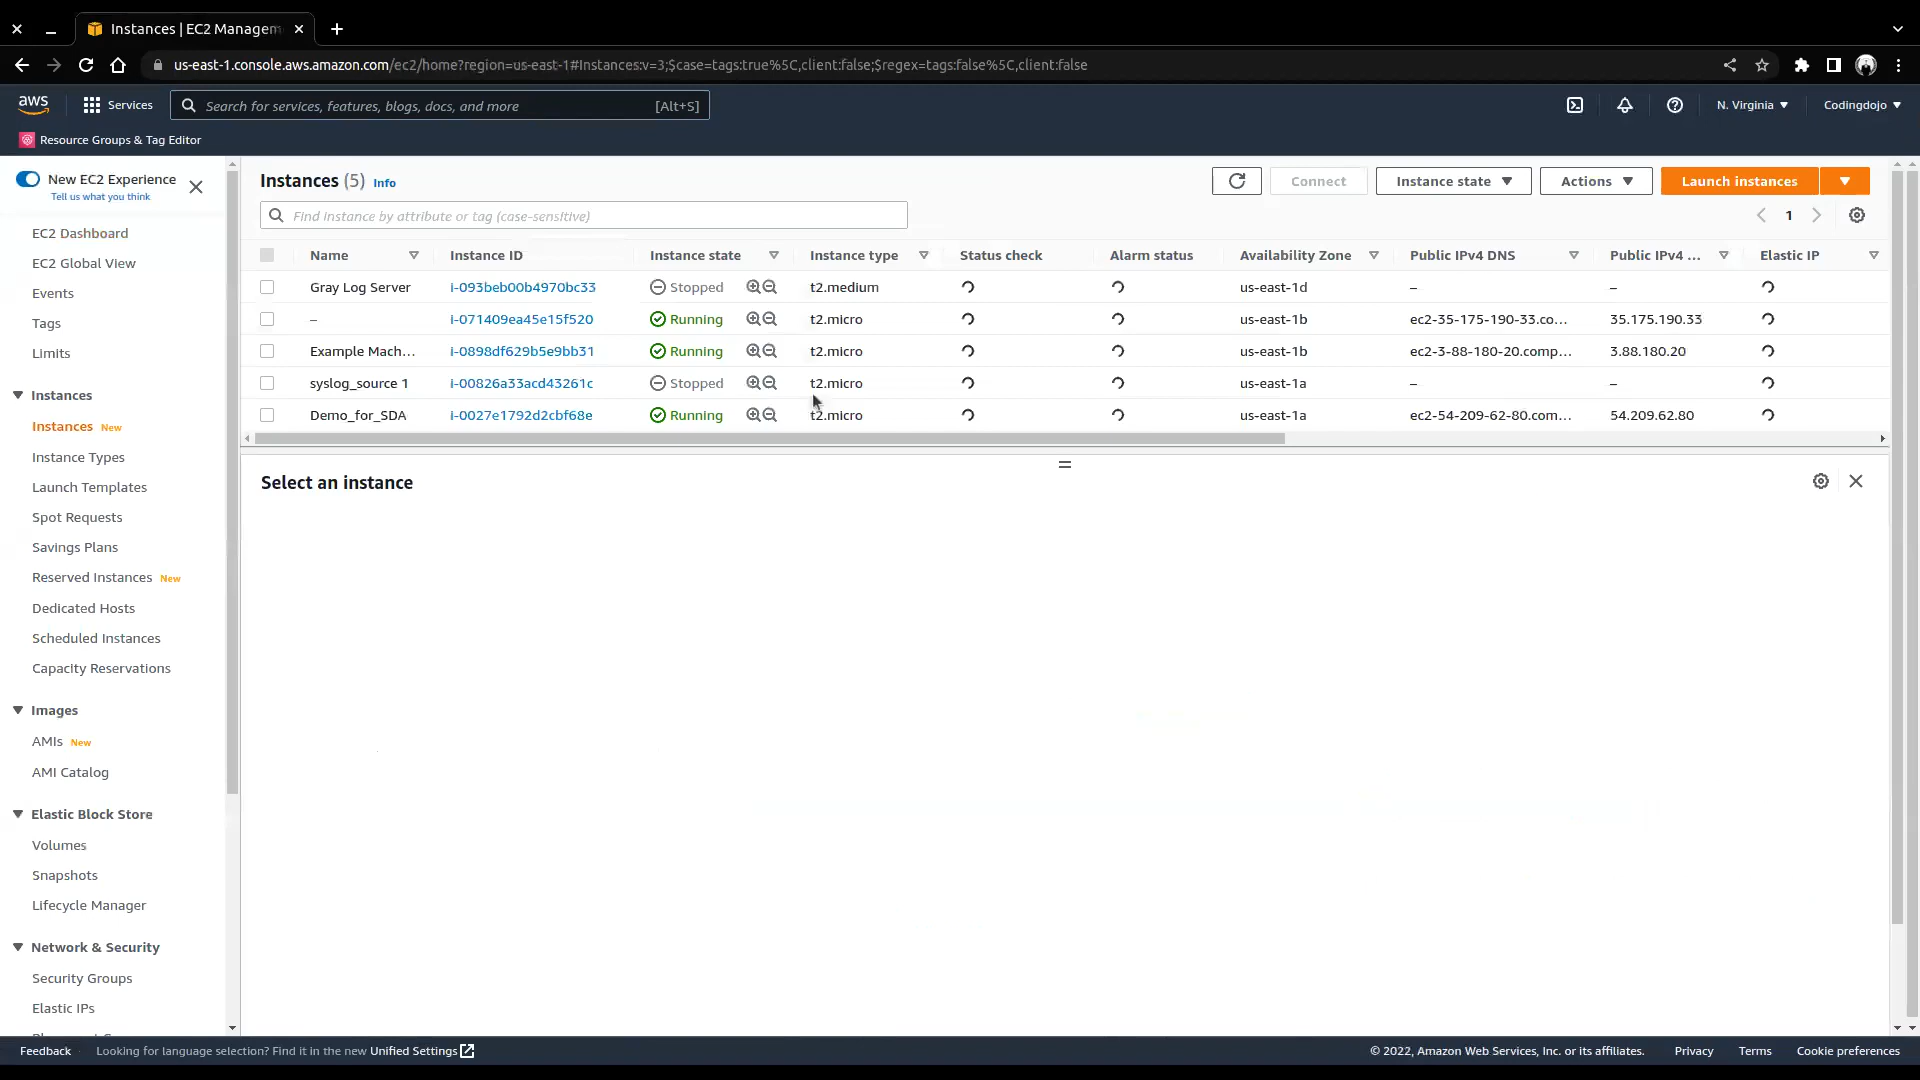 Instances | EC2 Managem
us-east-1.console.aws.amazon.com/ec2/home?region=us-east-1#Instances:v=3;$case=tags:true%5C,client:false;$regex=tags:false%5C,client:false
aws Services Search for services, features, blogs, docs, and more [Alt+S] N. Virginia Codingdojo
Resource Groups & Tag Editor
New EC2 Experience
Tell us what you think
EC2 Dashboard
EC2 Global View
Events
Tags
Limits
Instances
Instances New
Instance Types
Launch Templates
Spot Requests
Savings Plans
Reserved Instances New
Dedicated Hosts
Scheduled Instances
Capacity Reservations
Images
AMIs New
AMI Catalog
Elastic Block Store
Volumes
Snapshots
Lifecycle Manager
Network & Security
Security Groups
Elastic IPs
Instances (5) Info Connect Instance state Actions Launch instances
Find instance by attribute or tag (case-sensitive) 1
Name Instance ID Instance state Instance type Status check Alarm status Availability Zone Public IPv4 DNS Public IPv4 ... Elastic IP
Gray Log Server i-093beb00b4970bc33 Stopped t2.medium us-east-1d – –
– i-071409ea45e15f520 Running t2.micro us-east-1b ec2-35-175-190-33.co... 35.175.190.33
Example Mach... i-0898df629b5e9bb31 Running t2.micro us-east-1b ec2-3-88-180-20.comp... 3.88.180.20
syslog_source 1 i-00826a33acd43261c Stopped t2.micro us-east-1a – –
Demo_for_SDA i-0027e1792d2cbf68e Running t2.micro us-east-1a ec2-54-209-62-80.com... 54.209.62.80
Select an instance
Feedback Looking for language selection? Find it in the new Unified Settings © 2022, Amazon Web Services, Inc. or its affiliates. Privacy Terms Cookie preferences